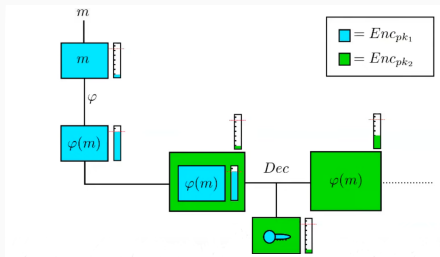 m
m
= Enc_{pk_1}
= Enc_{pk_2}
φ
φ(m)
φ(m)
Dec
φ(m)